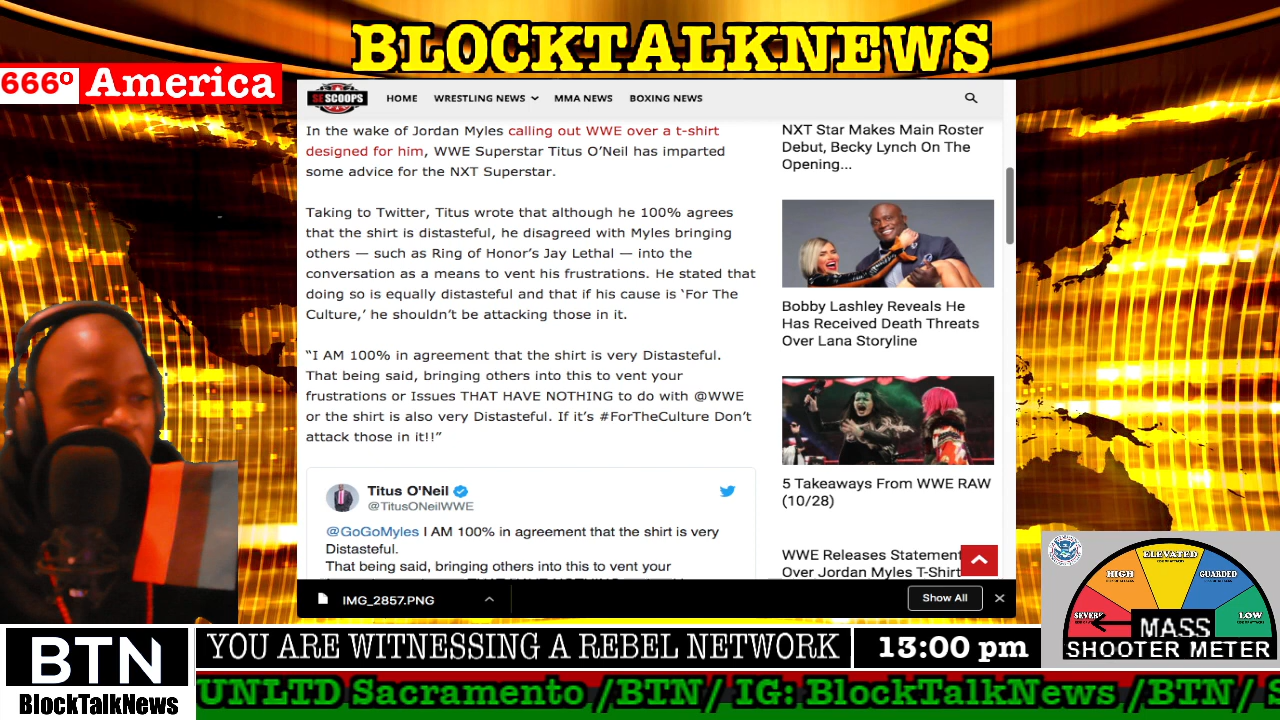 BLOCKTALKNEWS
666º America
SESCOOPS HOME WRESTLING NEWS MMA NEWS BOXING NEWS
In the wake of Jordan Myles calling out WWE over a t-shirt
designed for him, WWE Superstar Titus O’Neil has imparted
some advice for the NXT Superstar.
Taking to Twitter, Titus wrote that although he 100% agrees
that the shirt is distasteful, he disagreed with Myles bringing
others — such as Ring of Honor’s Jay Lethal — into the
conversation as a means to vent his frustrations. He stated that
doing so is equally distasteful and that if his cause is ‘For The
Culture,’ he shouldn’t be attacking those in it.
“I AM 100% in agreement that the shirt is very Distasteful.
That being said, bringing others into this to vent your
frustrations or Issues THAT HAVE NOTHING to do with @WWE
or the shirt is also very Distasteful. If it’s #ForTheCulture Don’t
attack those in it!!”
Titus O'Neil
@TitusONeilWWE
@GoGoMyles I AM 100% in agreement that the shirt is very
Distasteful.
That being said, bringing others into this to vent your
NXT Star Makes Main Roster
Debut, Becky Lynch On The
Opening...
Bobby Lashley Reveals He
Has Received Death Threats
Over Lana Storyline
5 Takeaways From WWE RAW
(10/28)
WWE Releases Statement
Over Jordan Myles T-Shirt
IMG_2857.PNG
Show All
SEVERE
HIGH
ELEVATED
GUARDED
LOW
MASS
SHOOTER METER
BTN
BlockTalkNews
YOU ARE WITNESSING A REBEL NETWORK
13:00 pm
UNLTD Sacramento /BTN/ IG: BlockTalkNews /BTN/ S